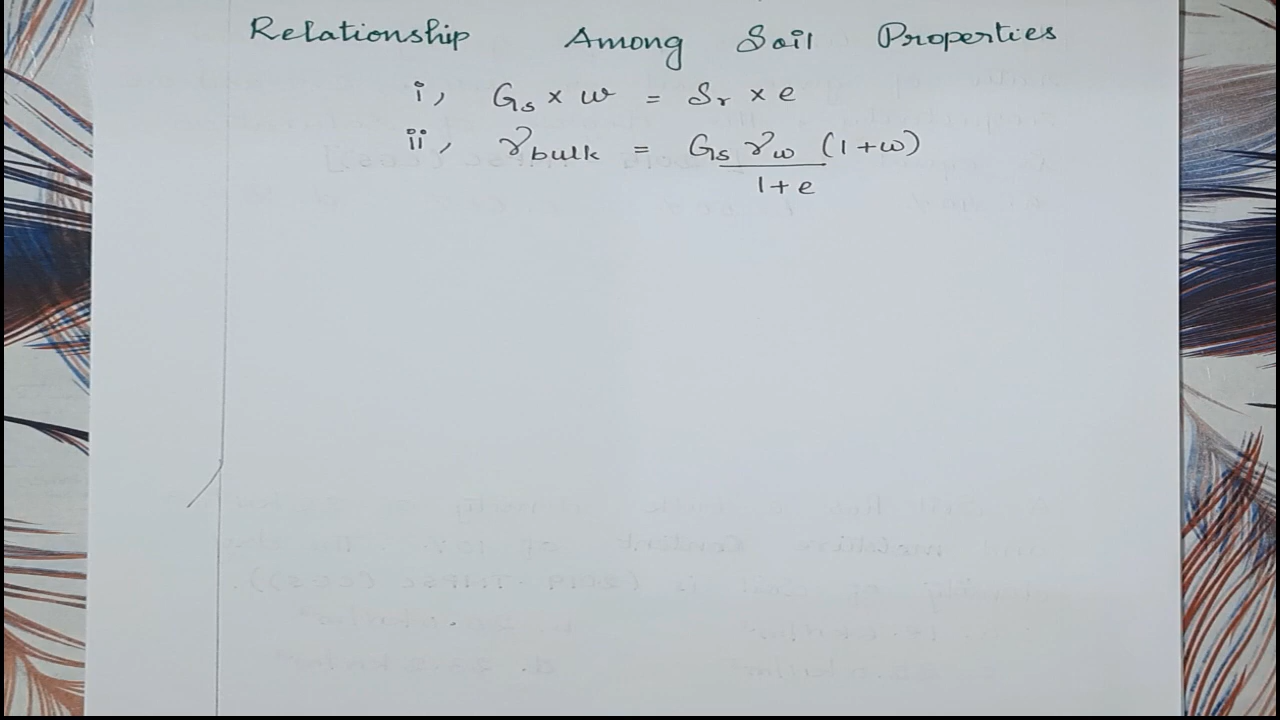 Relationship Among Soil Properties
i, Gs × w = Sr × e
ii, γbulk = Gs γw (1+w)
1+e